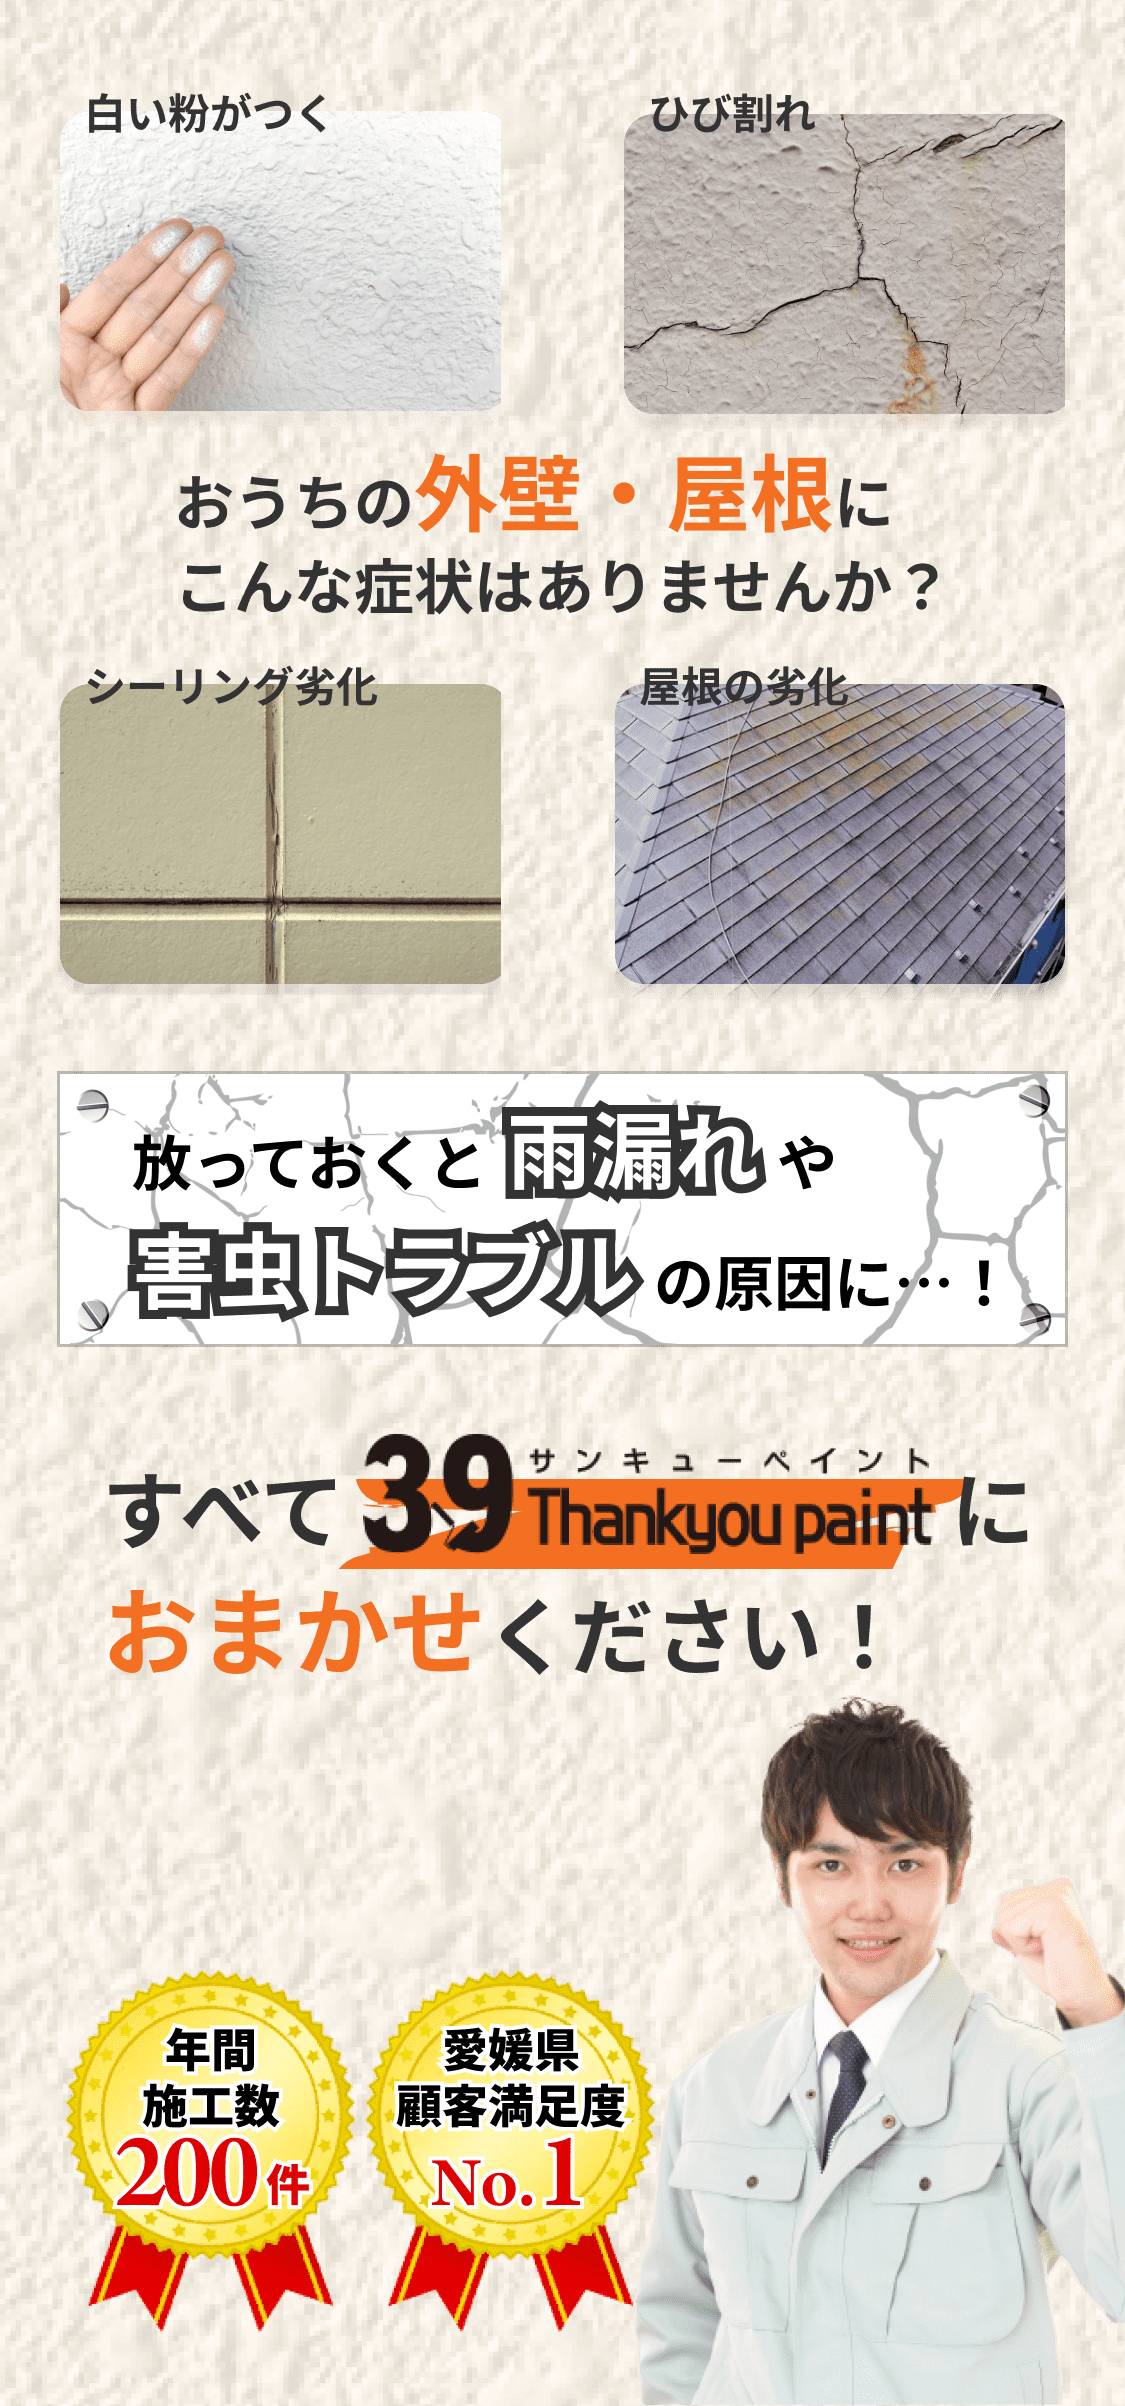 白い粉がつく
ひび割れ
おうちの外壁・屋根に
こんな症状はありませんか？
シーリング劣化
屋根の劣化
放っておくと雨漏れや
害虫トラブルの原因に…！
サンキューペイント
すべて39 Thankyou paintに
おまかせください！
年間
施工数
200件
愛媛県
顧客満足度
No.1